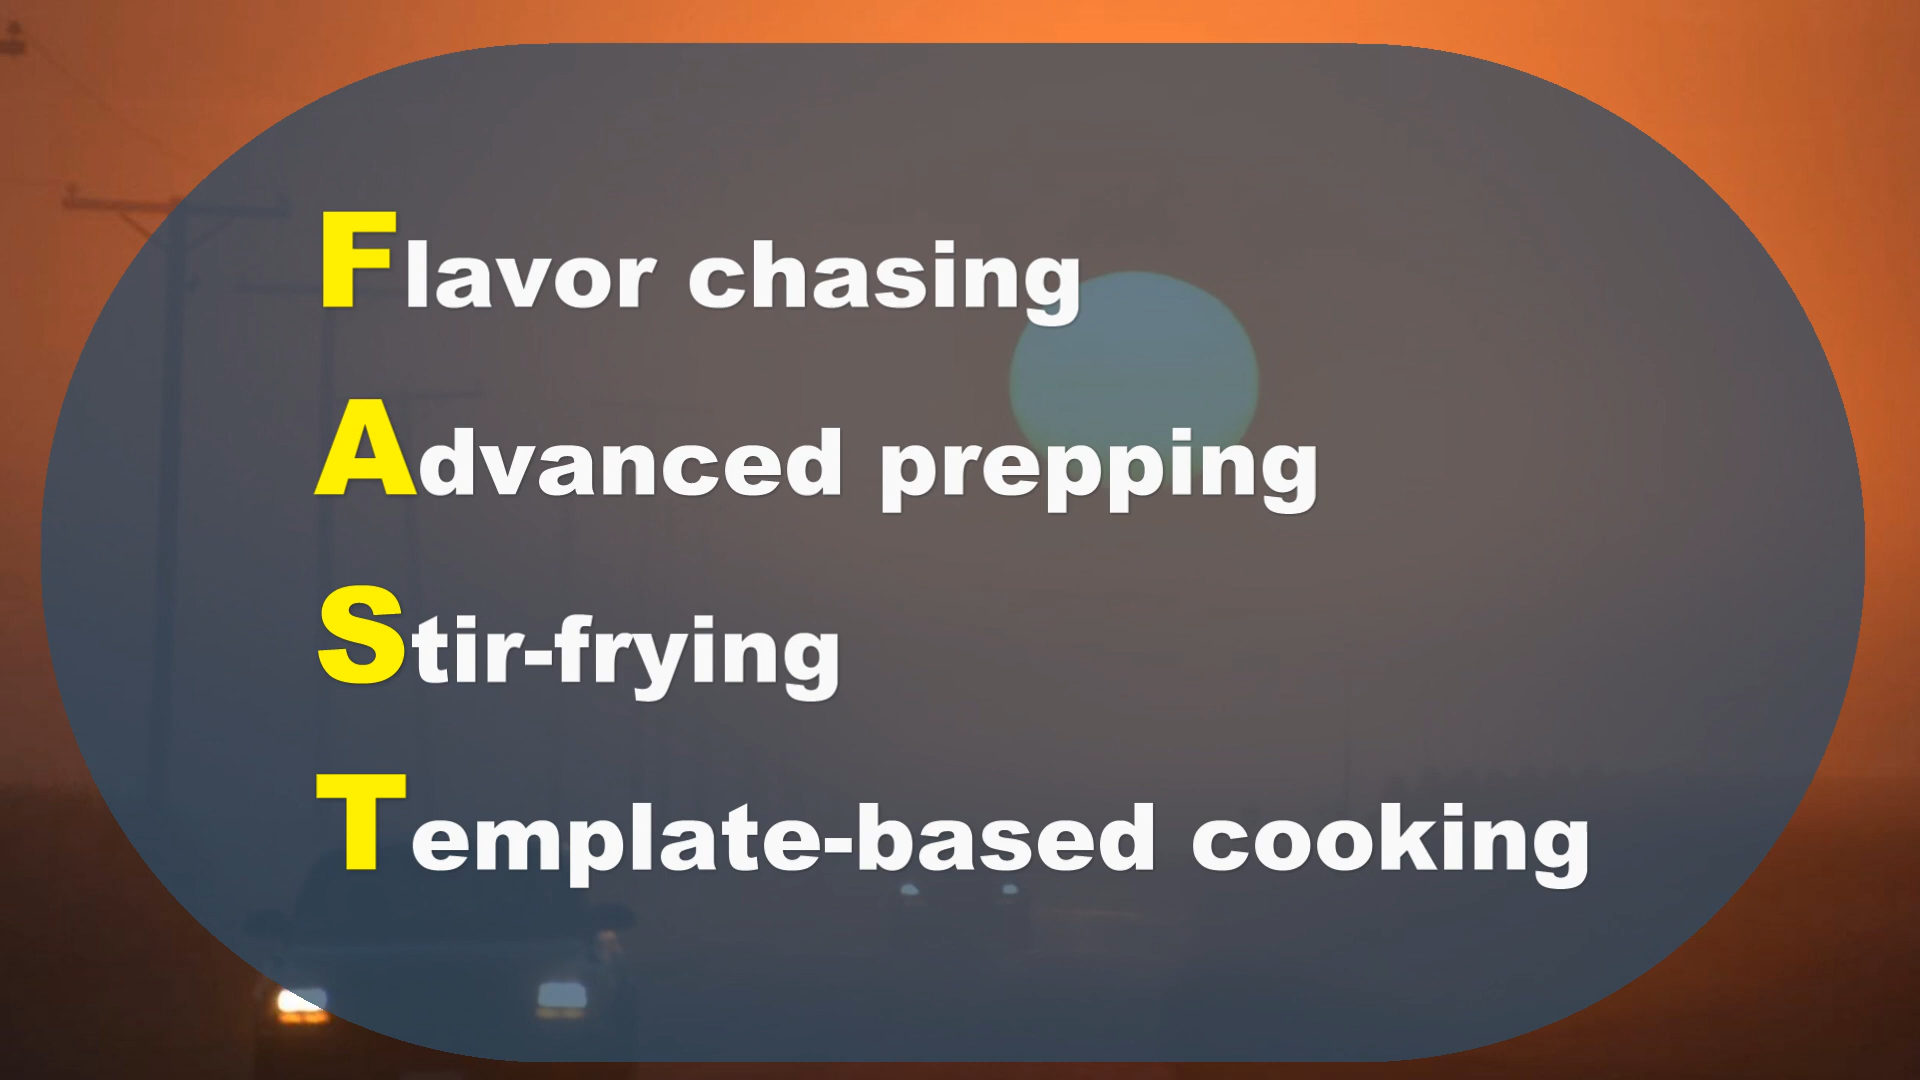 Flavor chasing
Advanced prepping
Stir-frying
Template-based cooking